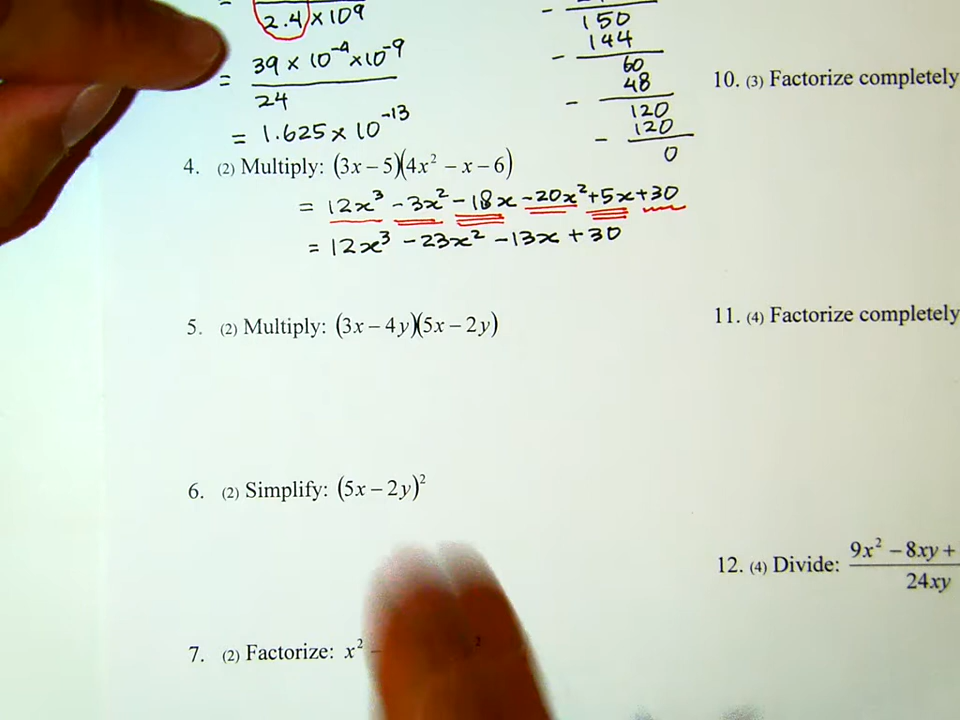 =
2.4 × 10⁹
= 39 × 10⁻⁴ × 10⁻⁹
24
= 1.625 × 10⁻¹³
- 150
144
- 60
48
- 120
- 120
0
4. (2) Multiply: (3x – 5)(4x² – x – 6)
= 12x³ - 3x² - 18x - 20x² + 5x + 30
= 12x³ - 23x² - 13x + 30
5. (2) Multiply: (3x – 4y)(5x – 2y)
6. (2) Simplify: (5x – 2y)²
7. (2) Factorize: x² –
10. (3) Factorize completely
11. (4) Factorize completely
12. (4) Divide: 9x² – 8xy +
24xy